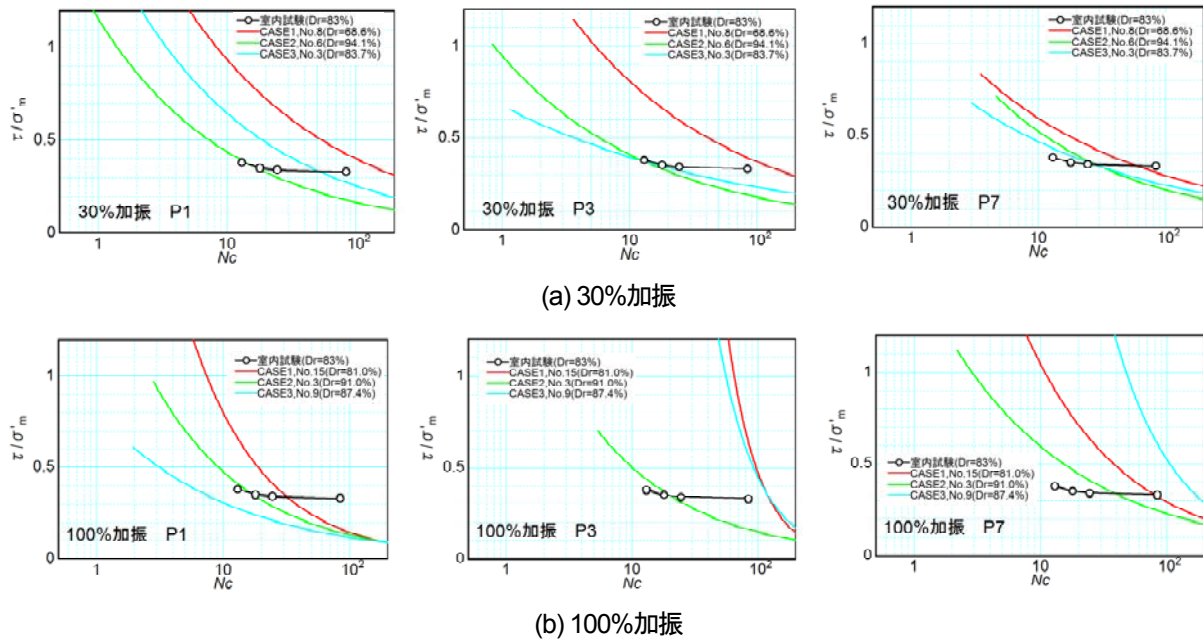 1
0.5
0
τ / σ'm
1
10
10²
Nc
室内試験(Dr=83%)
CASE1,No.8(Dr=68.6%)
CASE2,No.6(Dr=94.1%)
CASE3,No.3(Dr=83.7%)
30%加振 P1
1
0.5
0
τ / σ'm
1
10
10²
Nc
室内試験(Dr=83%)
CASE1,No.8(Dr=68.6%)
CASE2,No.6(Dr=94.1%)
CASE3,No.3(Dr=83.7%)
30%加振 P3
1
0.5
0
τ / σ'm
1
10
10²
Nc
室内試験(Dr=83%)
CASE1,No.8(Dr=68.6%)
CASE2,No.6(Dr=94.1%)
CASE3,No.3(Dr=83.7%)
30%加振 P7
(a) 30%加振
1
0.5
0
τ / σ'm
1
10
10²
Nc
室内試験(Dr=83%)
CASE1,No.15(Dr=81.0%)
CASE2,No.3(Dr=91.0%)
CASE3,No.9(Dr=87.4%)
100%加振 P1
1
0.5
0
τ / σ'm
1
10
10²
Nc
室内試験(Dr=83%)
CASE1,No.15(Dr=81.0%)
CASE2,No.3(Dr=91.0%)
CASE3,No.9(Dr=87.4%)
100%加振 P3
1
0.5
0
τ / σ'm
1
10
10²
Nc
室内試験(Dr=83%)
CASE1,No.15(Dr=81.0%)
CASE2,No.3(Dr=91.0%)
CASE3,No.9(Dr=87.4%)
100%加振 P7
(b) 100%加振